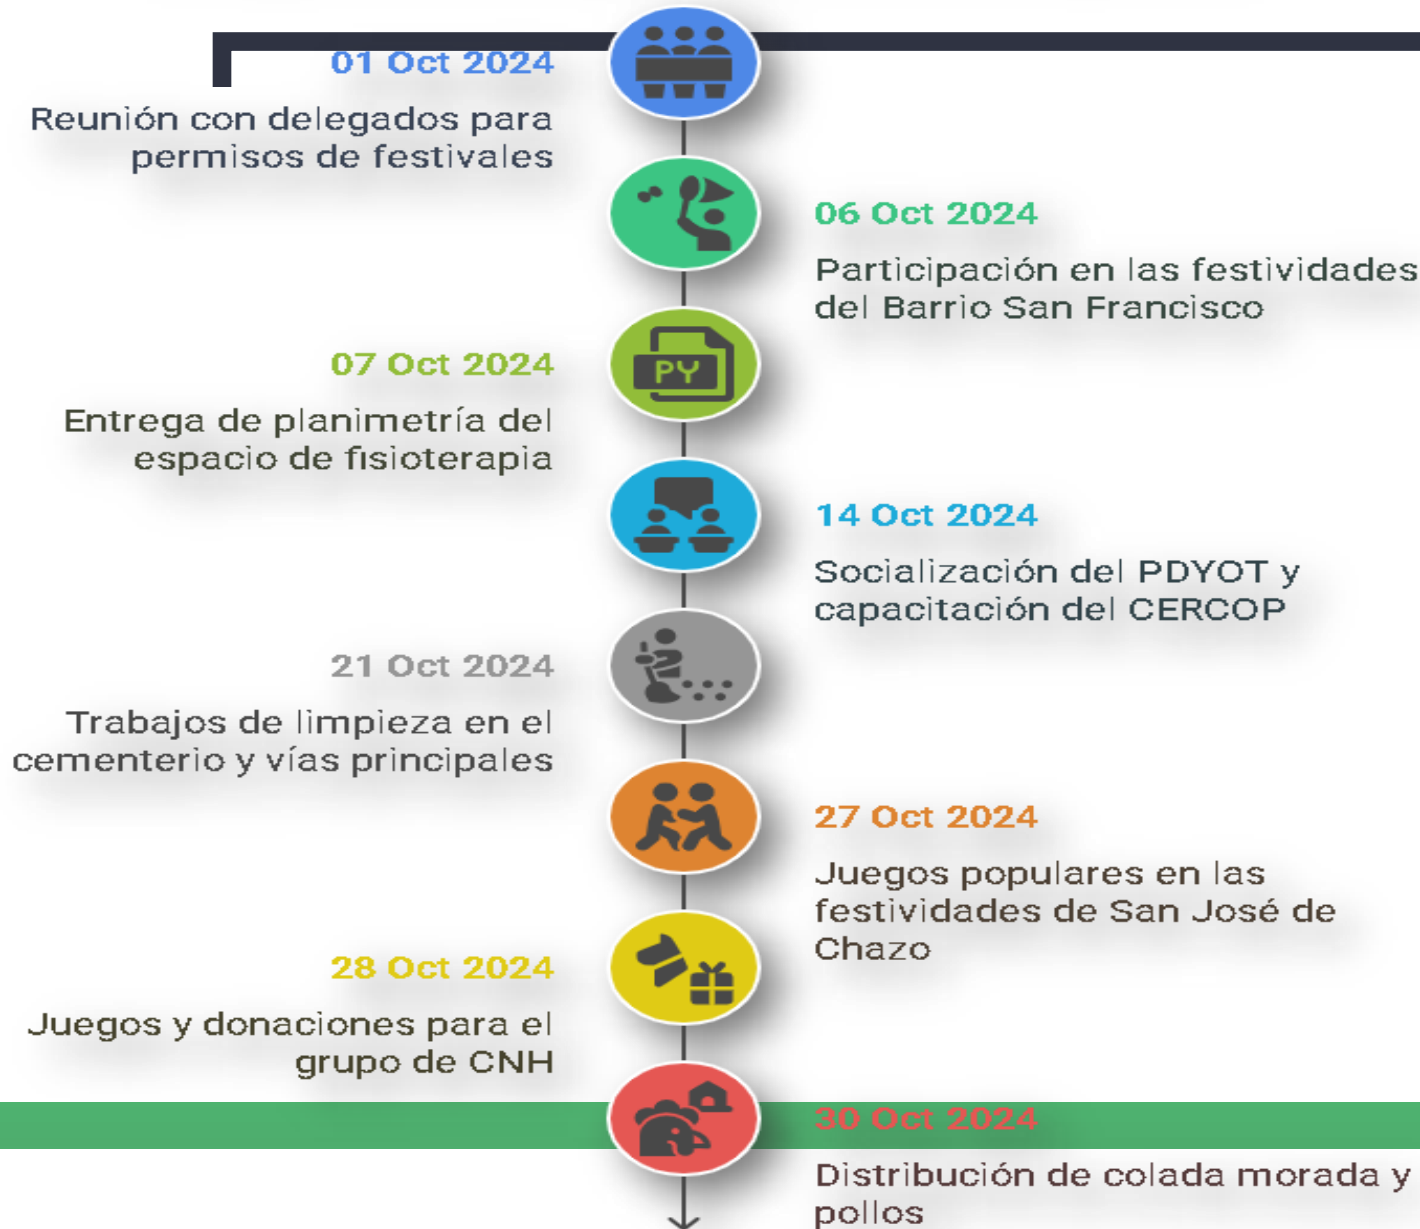 01 Oct 2024
Reunión con delegados para
permisos de festivales
06 Oct 2024
Participación en las festividades
del Barrio San Francisco
07 Oct 2024
PY
Entrega de planimetría del
espacio de fisioterapia
14 Oct 2024
Socialización del PDYOT y
capacitación del CERCOP
21 Oct 2024
Trabajos de limpieza en el
cementerio y vías principales
27 Oct 2024
Juegos populares en las
festividades de San José de
Chazo
28 Oct 2024
Juegos y donaciones para el
grupo de CNH
30 Oct 2024
Distribución de colada morada y
pollos